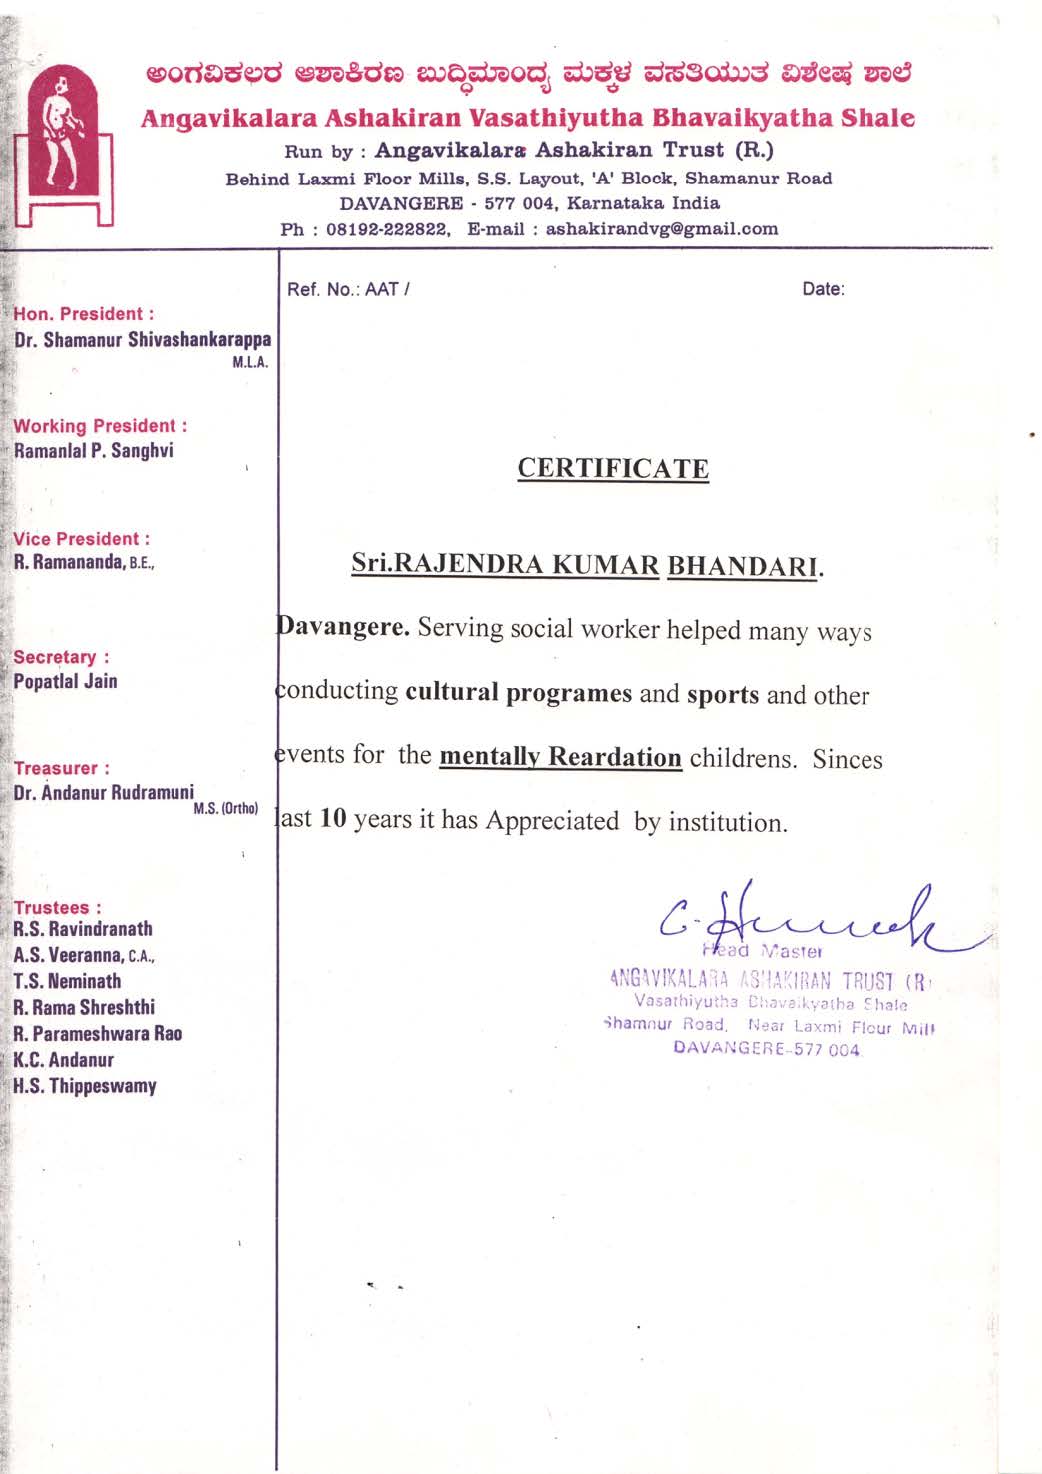 ಅಂಗವಿಕಲರ ಆಶಾಕಿರಣ ಬುದ್ಧಿಮಾಂದ್ಯ ಮಕ್ಕಳ ವಸತಿಯುತ ವಿಶೇಷ ಶಾಲೆ
Angavikalara Ashakiran Vasathiyutha Bhavaikyatha Shale
Run by : Angavikalara Ashakiran Trust (R.)
Behind Laxmi Floor Mills, S.S. Layout, 'A' Block, Shamanur Road
DAVANGERE - 577 004, Karnataka India
Ph : 08192-222822, E-mail : ashakirandvg@gmail.com
Ref. No.: AAT /
Date:
Hon. President :
Dr. Shamanur Shivashankarappa
M.L.A.
Working President :
Ramanlal P. Sanghvi
Vice President :
R. Ramananda, B.E.,
Secretary :
Popatlal Jain
Treasurer :
Dr. Andanur Rudramuni
M.S. (Ortho)
Trustees :
R.S. Ravindranath
A.S. Veeranna, C.A.,
T.S. Neminath
R. Rama Shreshthi
R. Parameshwara Rao
K.C. Andanur
H.S. Thippeswamy
CERTIFICATE
Sri.RAJENDRA KUMAR BHANDARI.
Davangere. Serving social worker helped many ways
conducting cultural programes and sports and other
events for the mentally Reardation childrens. Sinces
last 10 years it has Appreciated by institution.
Head Master
ANGAVIKALARA ASHAKIRAN TRUST (R)
Vasathiyutha Bhavaikyatha Shale
Shamnur Road, Near Laxmi Flour Mill
DAVANGERE-577 004